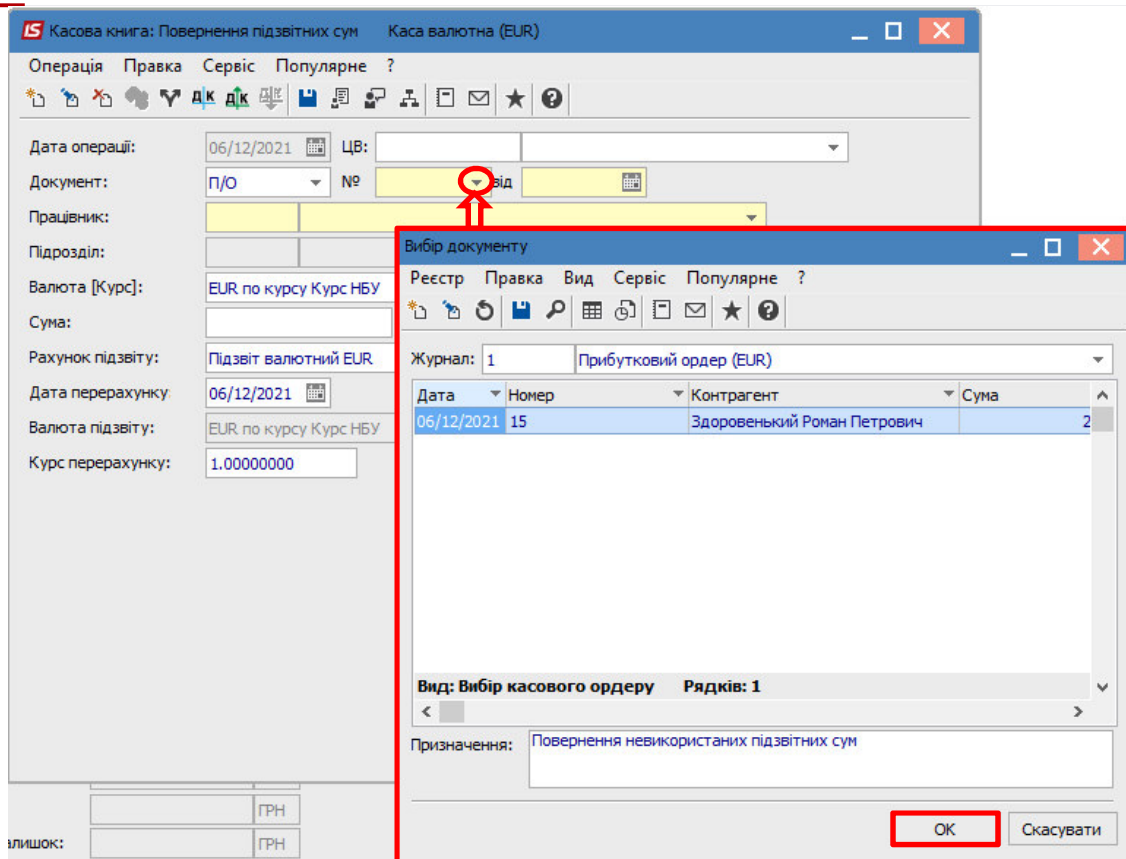 Касова книга: Повернення підзвітних сум Каса валютна (EUR)
Операція Правка Сервіс Популярне ?
Дата операції: 06/12/2021 ЦВ:
Документ: П/О № від
Працівник:
Підрозділ:
Валюта [Курс]: EUR по курсу Курс НБУ
Сума:
Рахунок підзвіту: Підзвіт валютний EUR
Дата перерахунку: 06/12/2021
Валюта підзвіту: EUR по курсу Курс НБУ
Курс перерахунку: 1.00000000
ГРН
алишок: ГРН
Вибір документу
Реєстр Правка Вид Сервіс Популярне ?
Журнал: 1 Прибутковий ордер (EUR)
Дата Номер Контрагент Сума
06/12/2021 15 Здоровенький Роман Петрович 2
Вид: Вибір касового ордеру Рядків: 1
Призначення: Повернення невикористаних підзвітних сум
OK Скасувати